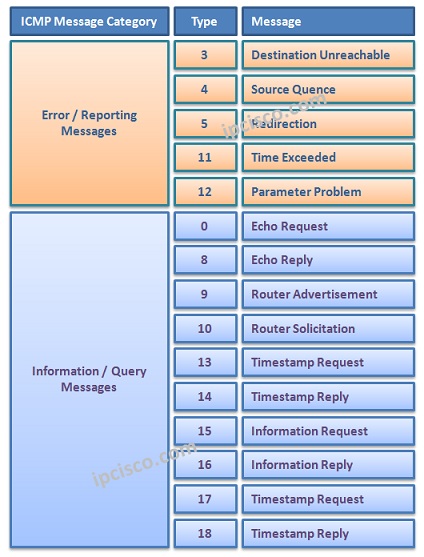 ICMP Message Category Type Message
Error / Reporting
Messages
3 Destination Unreachable
4 Source Quence
5 Redirection
11 Time Exceeded
12 Parameter Problem
Information / Query
Messages
0 Echo Request
8 Echo Reply
9 Router Advertisement
10 Router Solicitation
13 Timestamp Request
14 Timestamp Reply
15 Information Request
16 Information Reply
17 Timestamp Request
18 Timestamp Reply
ipcisco.com
ipcisco.com